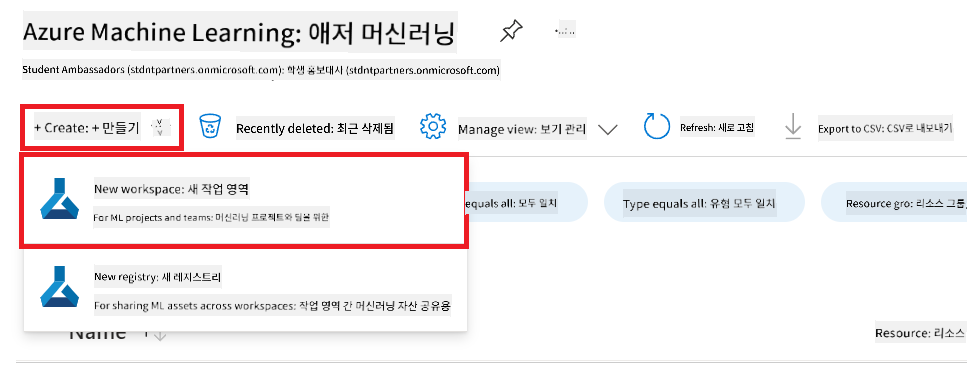 Azure Machine Learning: 애저 머신러닝
Student Ambassadors (stdntpartners.onmicrosoft.com): 학생 홍보대사 (stdntpartners.onmicrosoft.com)
+ Create: + 만들기
Recently deleted: 최근 삭제됨
Manage view: 보기 관리
Refresh: 새로 고침
Export to CSV: CSV로 내보내기
New workspace: 새 작업 영역
For ML projects and teams: 머신러닝 프로젝트와 팀을 위한
equals all: 모두 일치
Type equals all: 유형 모두 일치
Resource gro: 리소스 그룹
New registry: 새 레지스트리
For sharing ML assets across workspaces: 작업 영역 간 머신러닝 자산 공유용
Name
Resource: 리소스